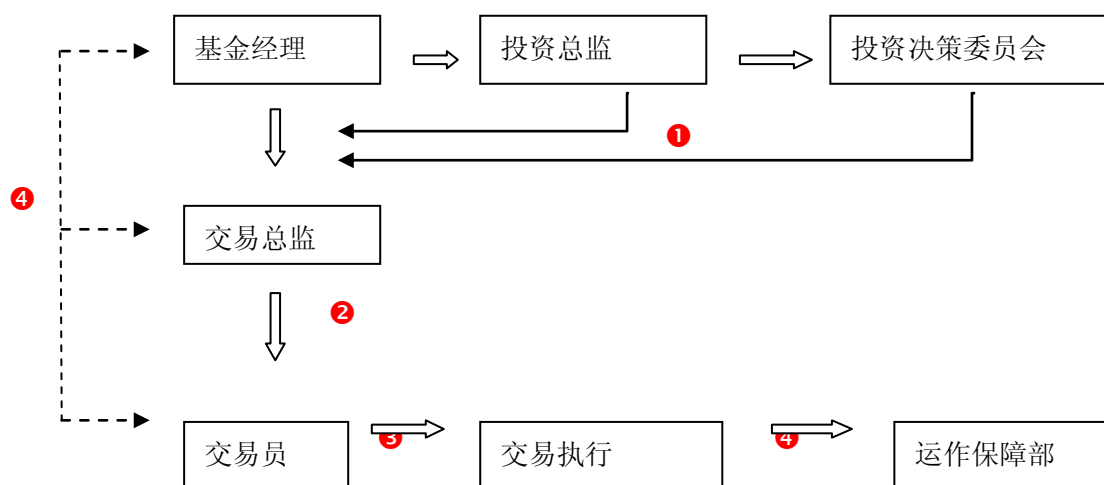 基金经理
投资总监
投资决策委员会
❶
❹
交易总监
❷
交易员
❸
交易执行
❹
运作保障部